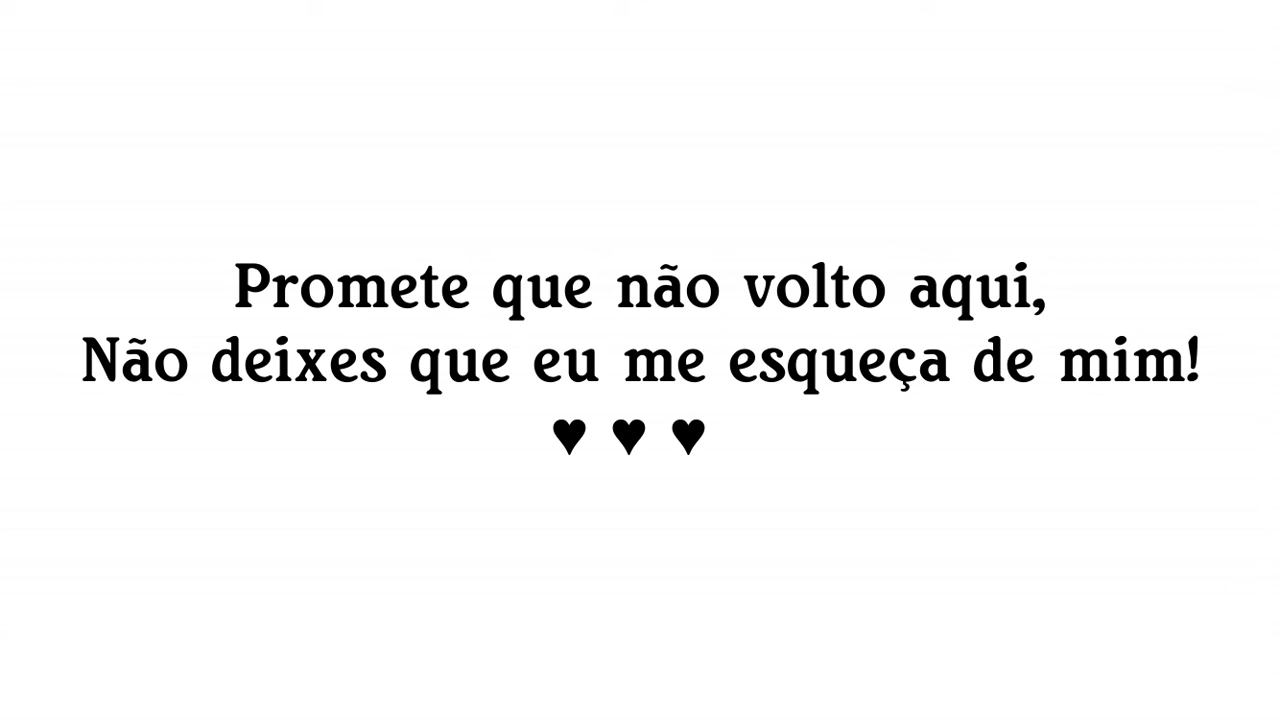 Promete que não volto aqui,
Não deixes que eu me esqueça de mim!
♥ ♥ ♥